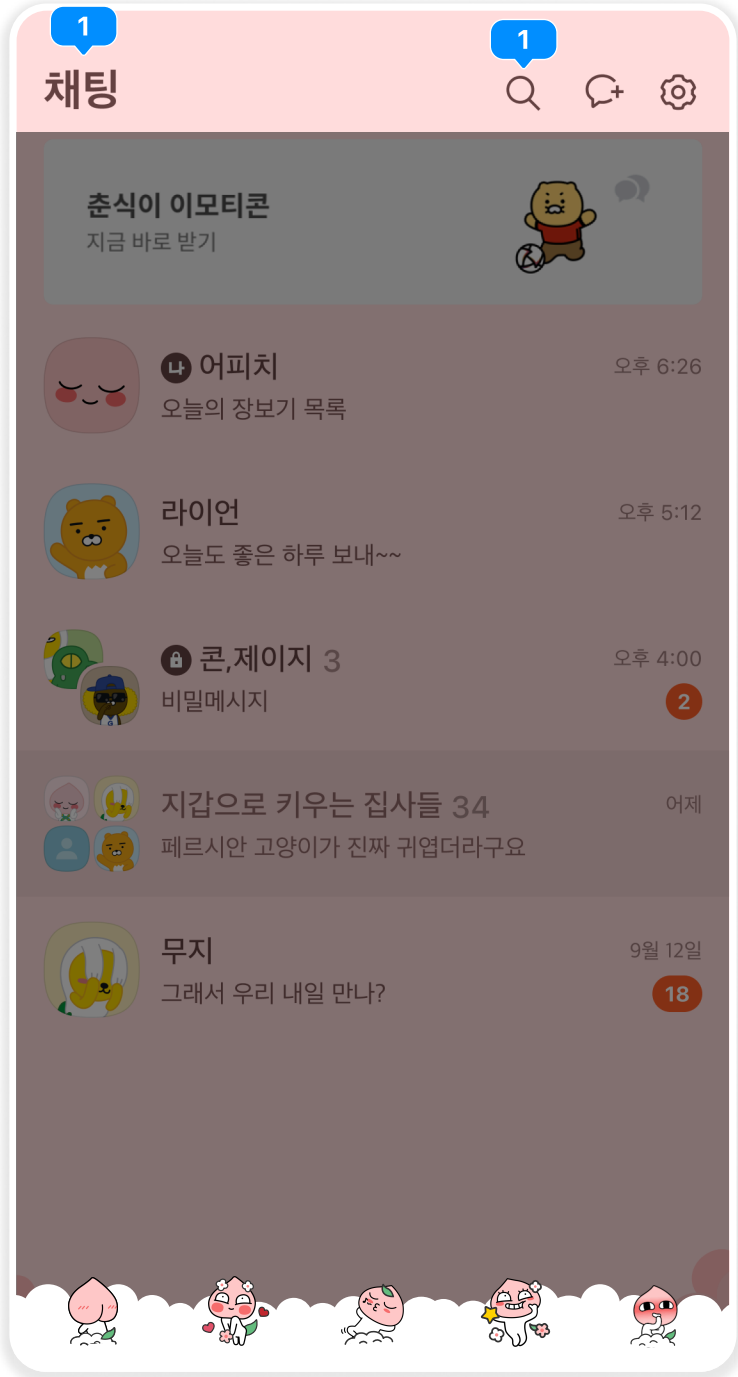 1
1
채팅
춘식이 이모티콘
지금 바로 받기
나 어피치
오후 6:26
오늘의 장보기 목록
라이언
오후 5:12
오늘도 좋은 하루 보내~~
콘,제이지 3
오후 4:00
비밀메시지
2
지갑으로 키우는 집사들 34
어제
페르시안 고양이가 진짜 귀엽더라구요
무지
9월 12일
그래서 우리 내일 만나?
18